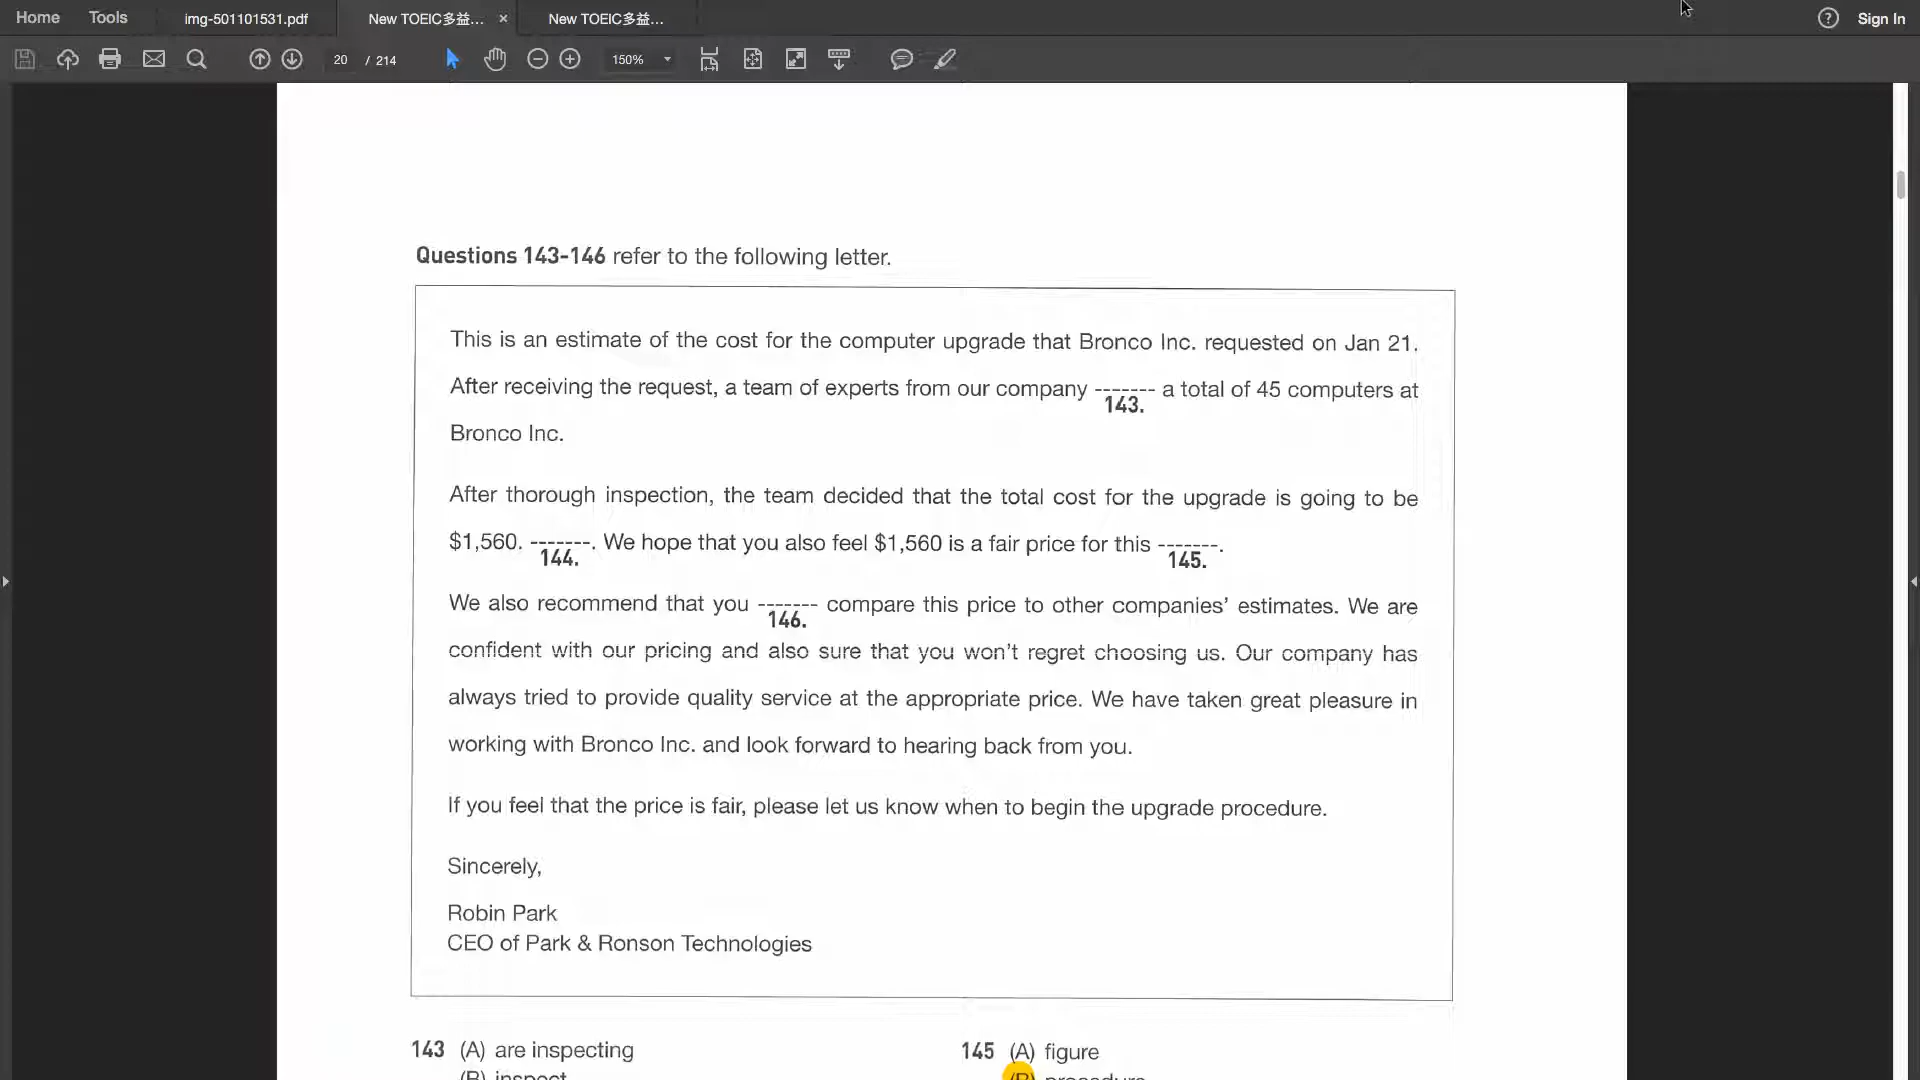 Home Tools img-501101531.pdf New TOEIC多益... × New TOEIC多益... ? Sign In
20 / 214 150%
Questions 143-146 refer to the following letter.
This is an estimate of the cost for the computer upgrade that Bronco Inc. requested on Jan 21.
After receiving the request, a team of experts from our company ------- a total of 45 computers at
143.
Bronco Inc.
After thorough inspection, the team decided that the total cost for the upgrade is going to be
$1,560. -------. We hope that you also feel $1,560 is a fair price for this -------.
144. 145.
We also recommend that you ------- compare this price to other companies’ estimates. We are
146.
confident with our pricing and also sure that you won’t regret choosing us. Our company has
always tried to provide quality service at the appropriate price. We have taken great pleasure in
working with Bronco Inc. and look forward to hearing back from you.
If you feel that the price is fair, please let us know when to begin the upgrade procedure.
Sincerely,
Robin Park
CEO of Park & Ronson Technologies
143 (A) are inspecting
(B) inspect
145 (A) figure
(B) procedure